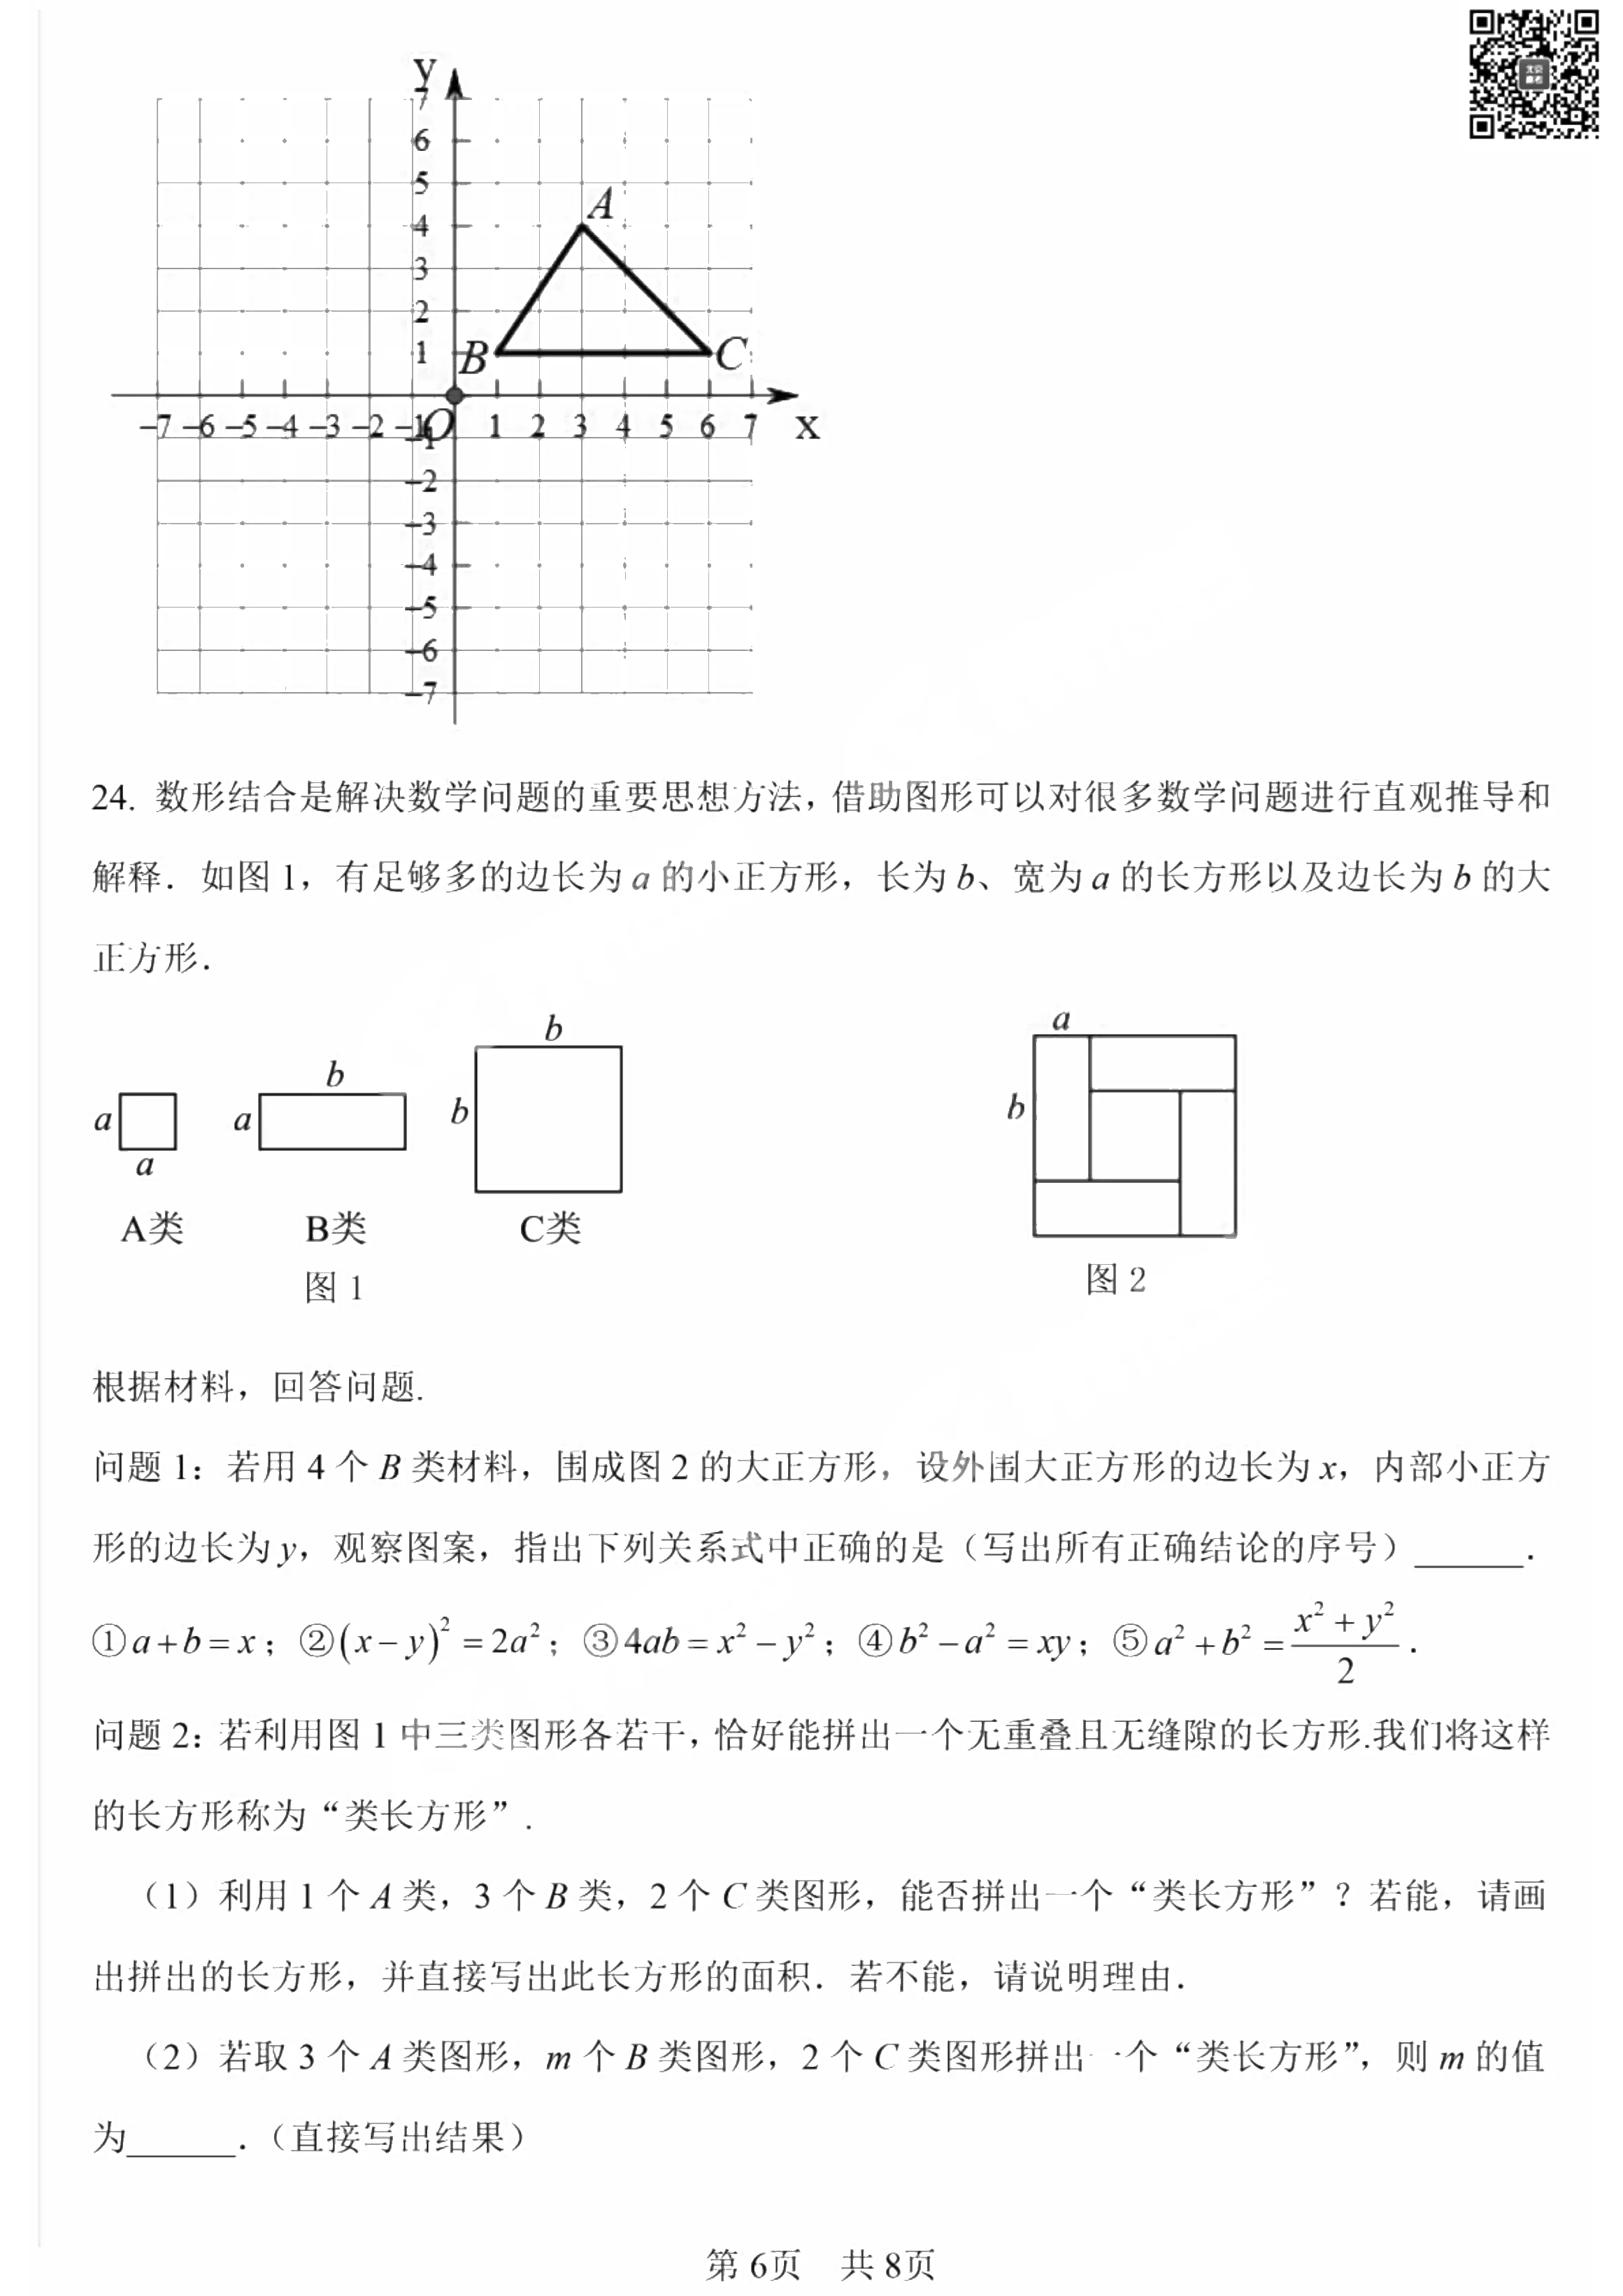 y
7
6
5
4
3
2
1
A
B
C
-7 -6 -5 -4 -3 -2 -1 O 1 2 3 4 5 6 7 x
-1
-2
-3
-4
-5
-6
-7
24. 数形结合是解决数学问题的重要思想方法，借助图形可以对很多数学问题进行直观推导和
解释．如图 1，有足够多的边长为 a 的小正方形，长为 b、宽为 a 的长方形以及边长为 b 的大
正方形．
a
a
A类
b
a
B类
b
b
C类
图 1
a
b
图 2
根据材料，回答问题.
问题 1：若用 4 个 B 类材料，围成图 2 的大正方形，设外围大正方形的边长为 x，内部小正方
形的边长为 y，观察图案，指出下列关系式中正确的是（写出所有正确结论的序号）______．
①a+b=x；②(x−y)²=2a²；③4ab=x²−y²；④b²−a²=xy；⑤a²+b²=(x²+y²)/2．
问题 2：若利用图 1 中三类图形各若干，恰好能拼出一个无重叠且无缝隙的长方形.我们将这样
的长方形称为“类长方形”．
（1）利用 1 个 A 类，3 个 B 类，2 个 C 类图形，能否拼出一个“类长方形”？若能，请画
出拼出的长方形，并直接写出此长方形的面积．若不能，请说明理由．
（2）若取 3 个 A 类图形，m 个 B 类图形，2 个 C 类图形拼出一个“类长方形”，则 m 的值
为______．（直接写出结果）
第 6页 共 8页